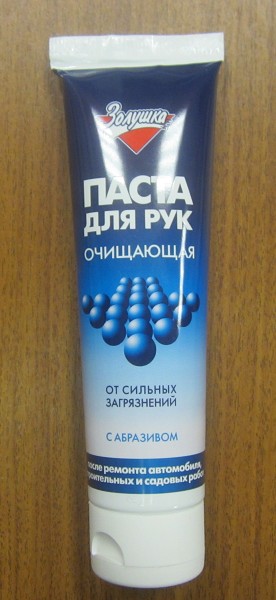 Золушка
ПАСТА
ДЛЯ РУК
ОЧИЩАЮЩАЯ
ОТ СИЛЬНЫХ
ЗАГРЯЗНЕНИЙ
С АБРАЗИВОМ
после ремонта автомобиля,
строительных и садовых работ